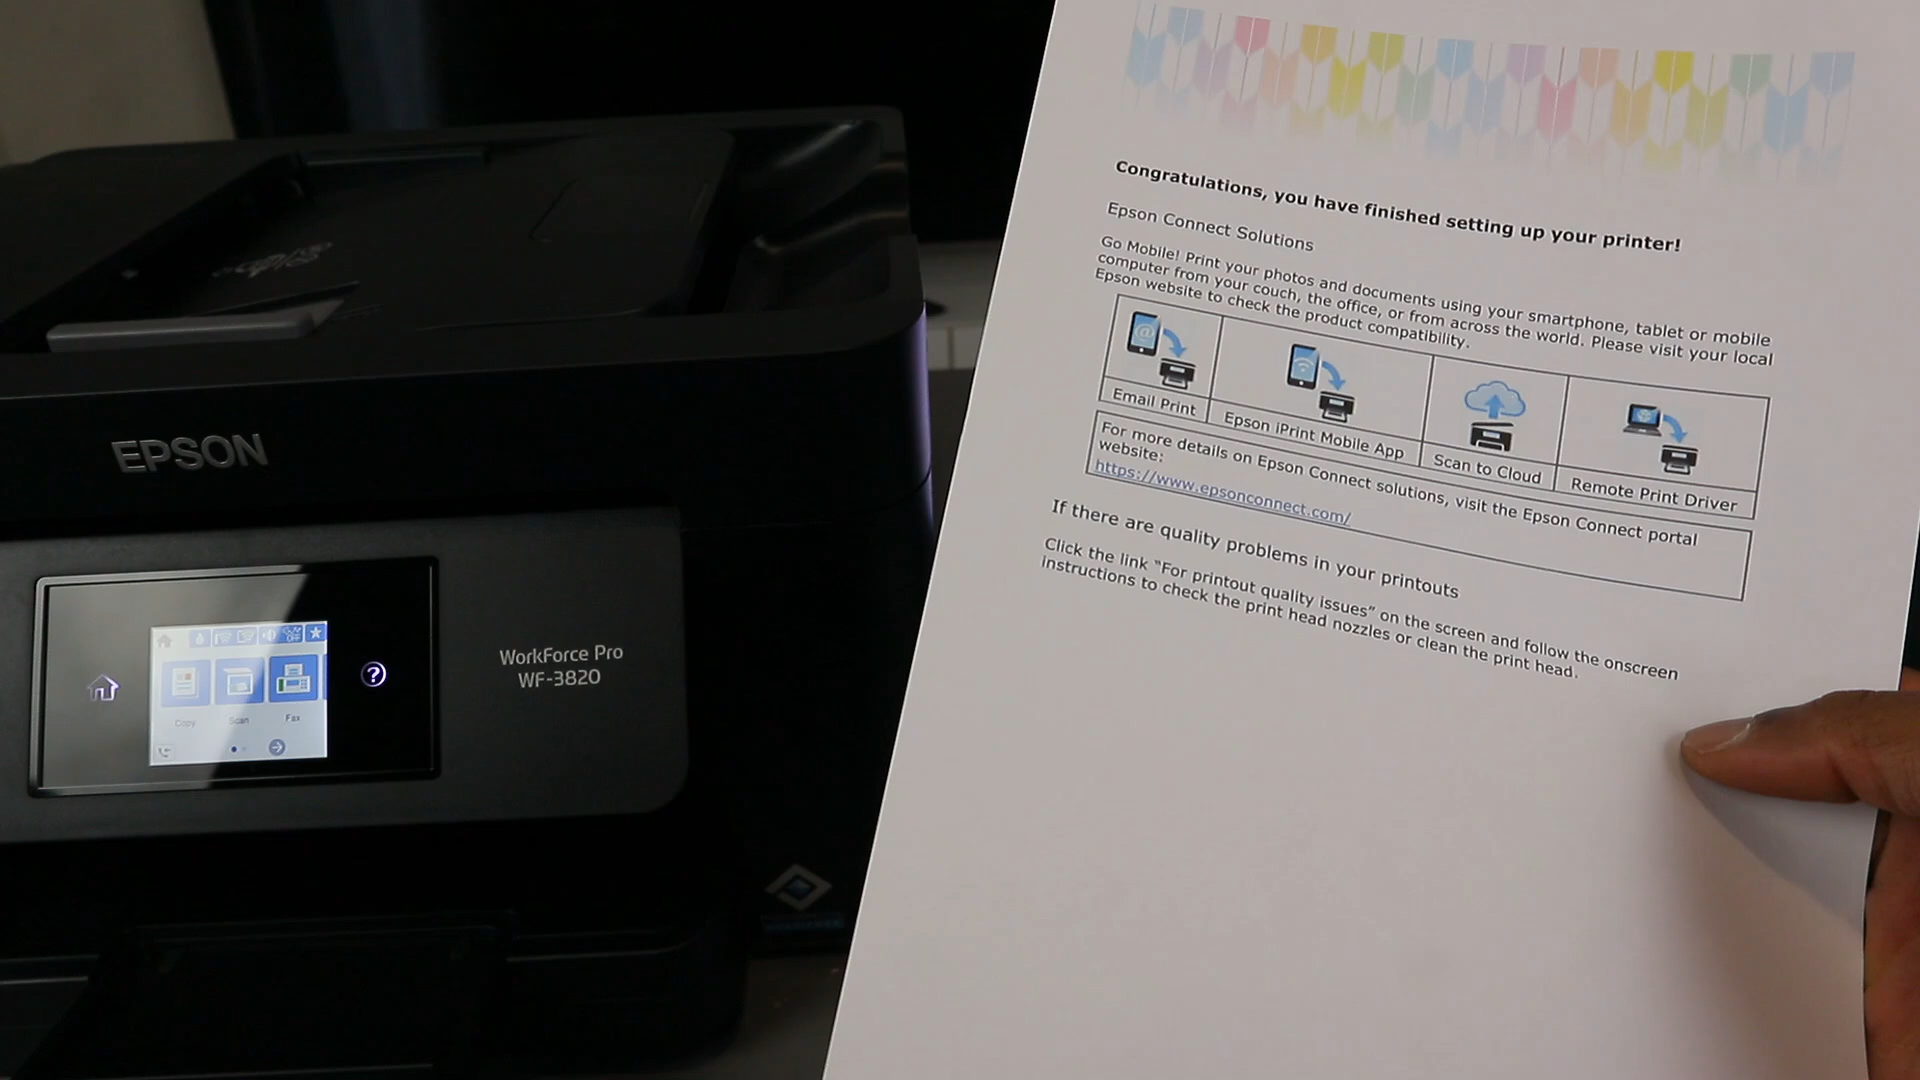 EPSON
WorkForce Pro
WF-3820
OFF
Copy
Scan
Fax
?
Congratulations, you have finished setting up your printer!
Epson Connect Solutions
Go Mobile! Print your photos and documents using your smartphone, tablet or mobile
computer from your couch, the office, or from across the world. Please visit your local
Epson website to check the product compatibility.
Email Print
Epson iPrint Mobile App
Scan to Cloud
Remote Print Driver
For more details on Epson Connect solutions, visit the Epson Connect portal
website:
https://www.epsonconnect.com/
If there are quality problems in your printouts
Click the link “For printout quality issues” on the screen and follow the onscreen
instructions to check the print head nozzles or clean the print head.